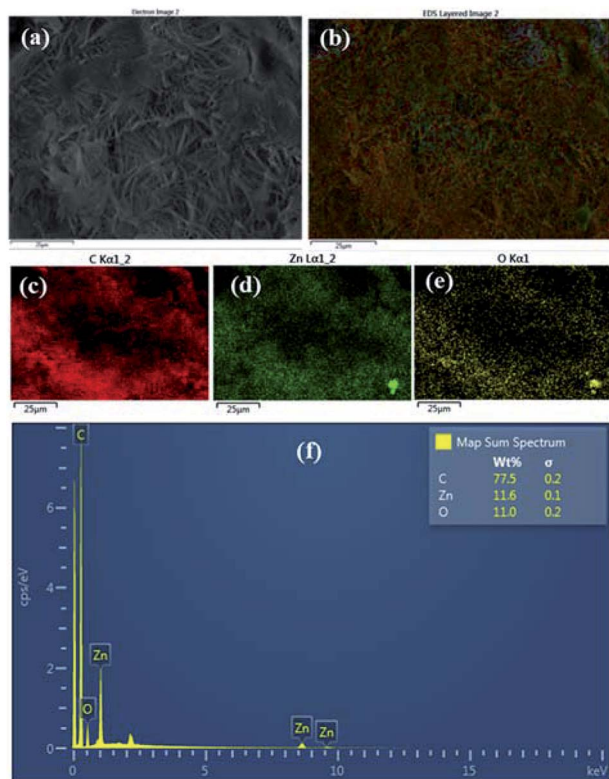 Electron Image 2
EDS Layered Image 2
(a)
(b)
25µm
25µm
C Kα1_2
Zn Lα1_2
O Kα1
(c)
(d)
(e)
25µm
25µm
25µm
(f)
Map Sum Spectrum
Wt% σ
C 77.5 0.2
Zn 11.6 0.1
O 11.0 0.2
C
Zn
O
Zn
Zn
cps/eV
6
4
2
0
0 5 10 15 keV